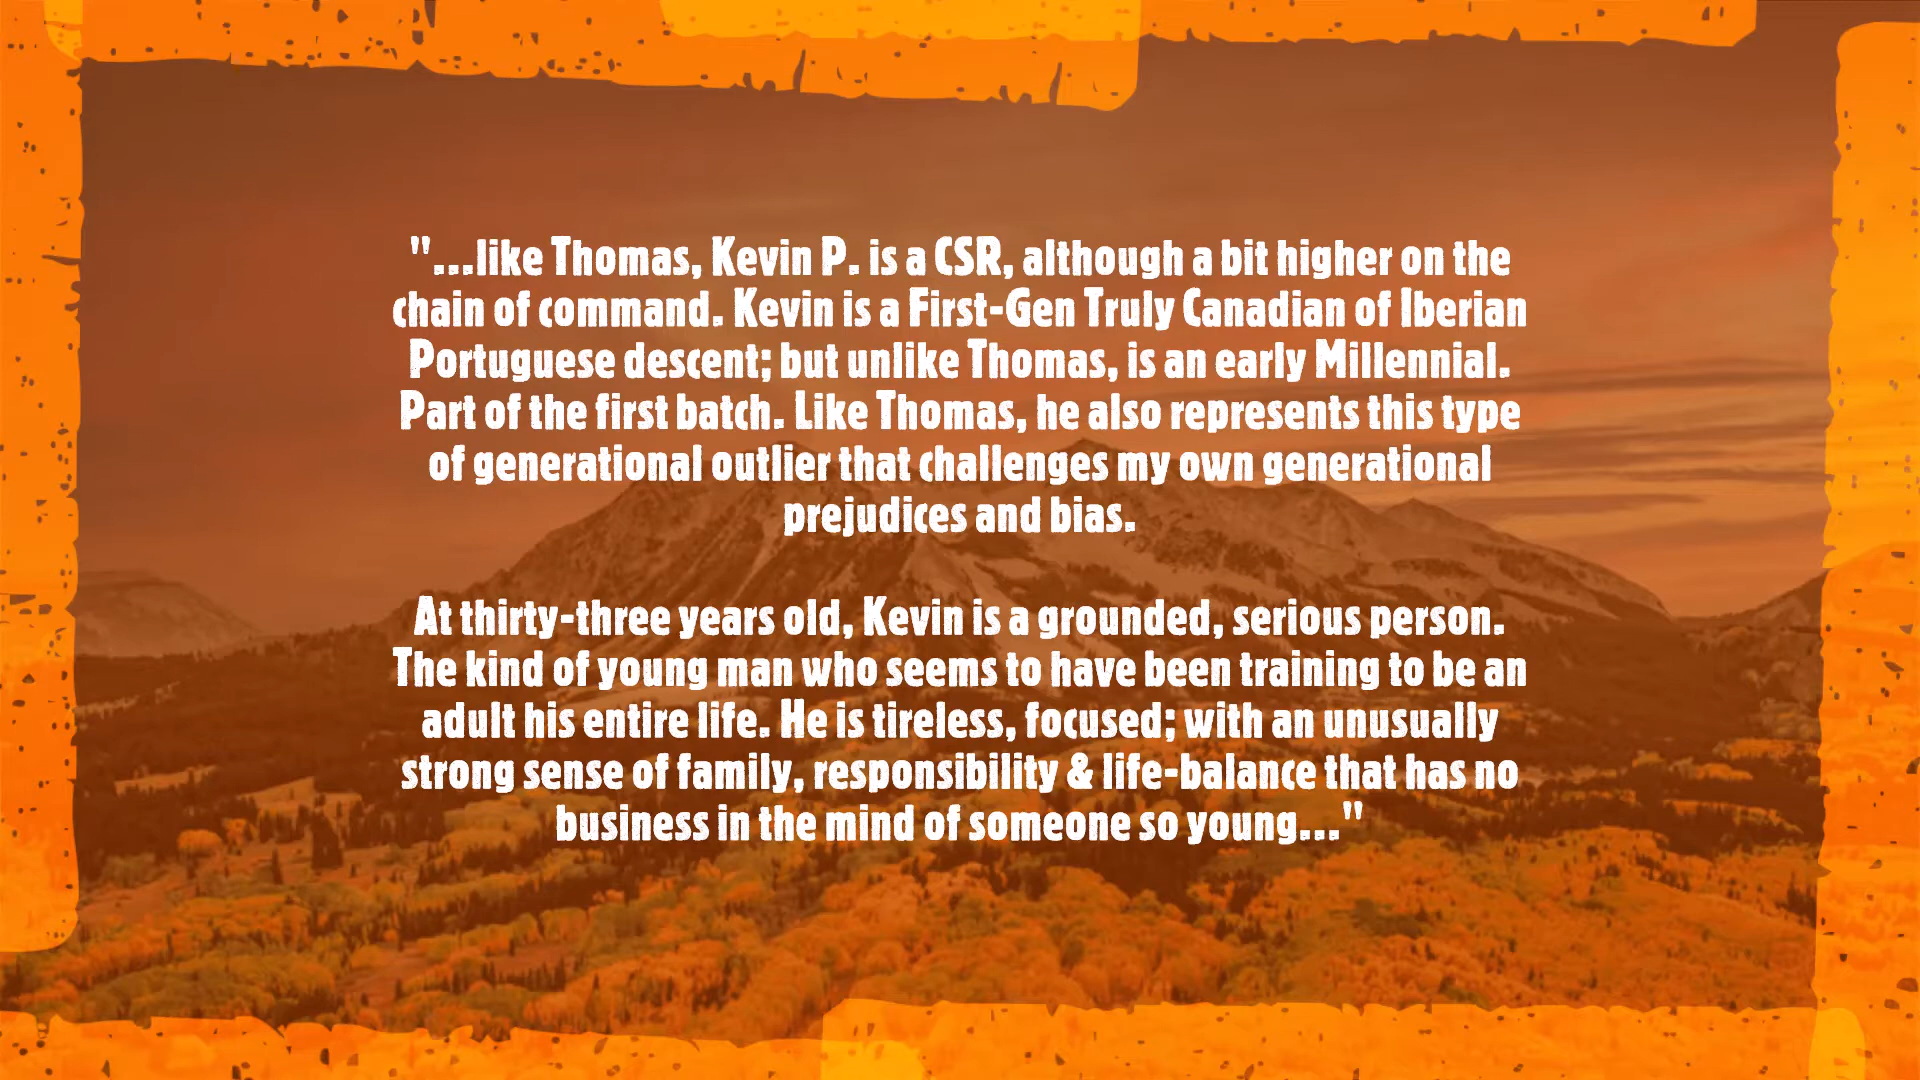 "...like Thomas, Kevin P. is a CSR, although a bit higher on the
chain of command. Kevin is a First-Gen Truly Canadian of Iberian
Portuguese descent; but unlike Thomas, is an early Millennial.
Part of the first batch. Like Thomas, he also represents this type
of generational outlier that challenges my own generational
prejudices and bias.
At thirty-three years old, Kevin is a grounded, serious person.
The kind of young man who seems to have been training to be an
adult his entire life. He is tireless, focused; with an unusually
strong sense of family, responsibility & life-balance that has no
business in the mind of someone so young..."